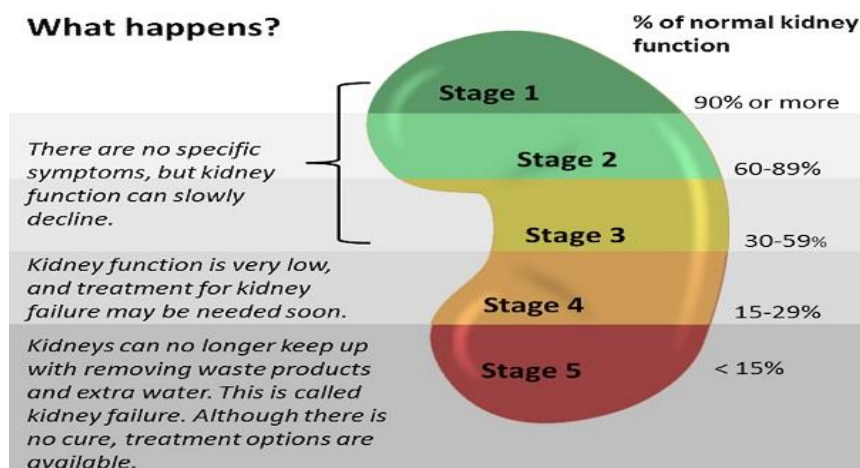 What happens?
% of normal kidney
function
Stage 1
90% or more
There are no specific
symptoms, but kidney
function can slowly
decline.
Stage 2
60-89%
Stage 3
30-59%
Kidney function is very low,
and treatment for kidney
failure may be needed soon.
Stage 4
15-29%
Kidneys can no longer keep up
with removing waste products
and extra water. This is called
kidney failure. Although there is
no cure, treatment options are
available.
Stage 5
< 15%